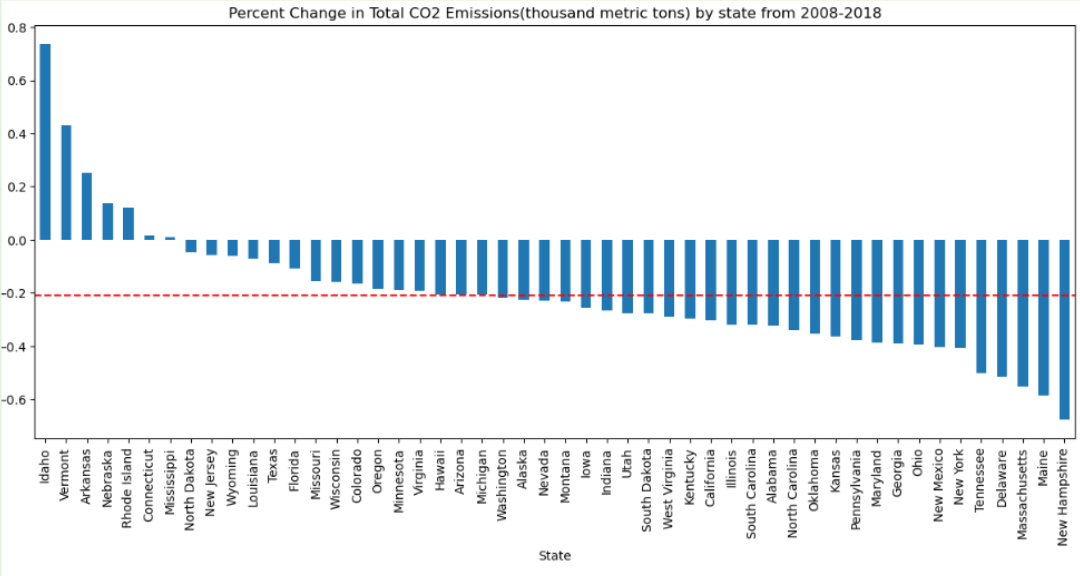 Percent Change in Total CO2 Emissions(thousand metric tons) by state from 2008-2018
0.8
0.6
0.4
0.2
0.0
−0.2
−0.4
−0.6
Idaho
Vermont
Arkansas
Nebraska
Rhode Island
Connecticut
Mississippi
North Dakota
New Jersey
Wyoming
Louisiana
Texas
Florida
Missouri
Wisconsin
Colorado
Oregon
Minnesota
Virginia
Hawaii
Arizona
Michigan
Washington
Alaska
Nevada
Montana
Iowa
Indiana
Utah
South Dakota
West Virginia
Kentucky
California
Illinois
South Carolina
Alabama
North Carolina
Oklahoma
Kansas
Pennsylvania
Maryland
Georgia
Ohio
New Mexico
New York
Tennessee
Delaware
Massachusetts
Maine
New Hampshire
State